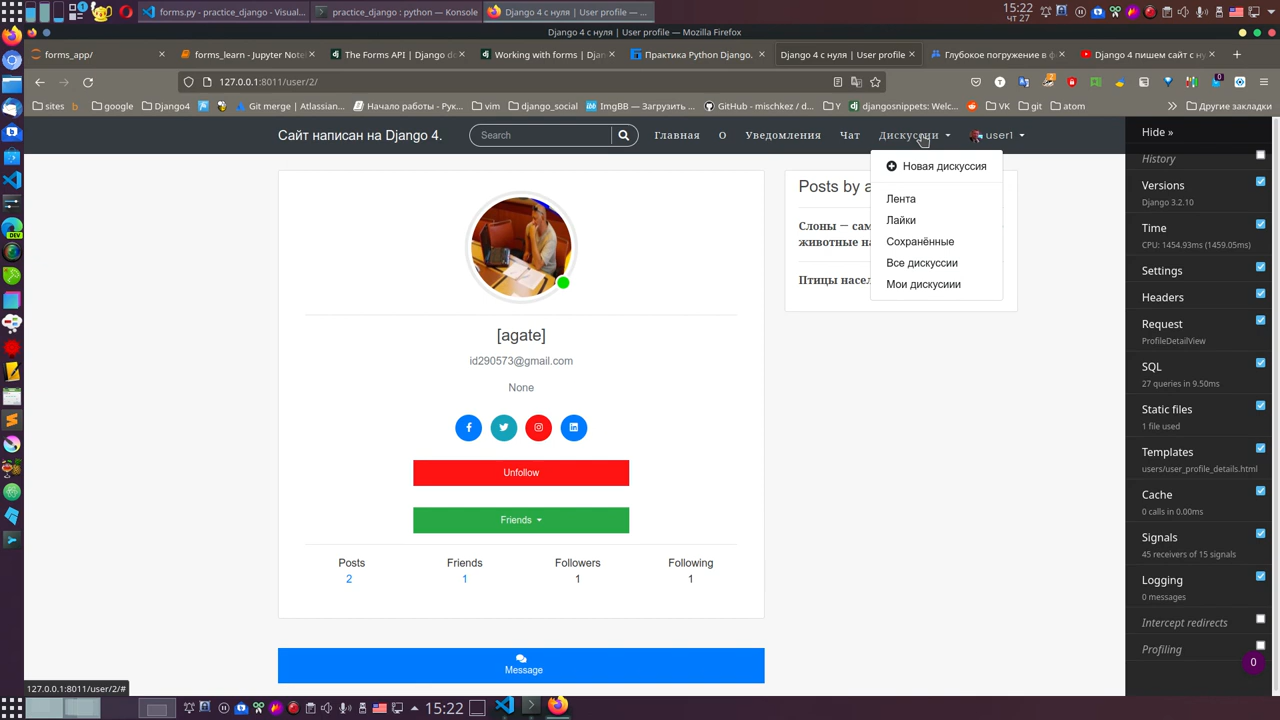 forms.py - practice_django - Visual...
practice_django : python — Konsole
Django 4 с нуля | User profile — ...
15:22
чт 27
Django 4 с нуля | User profile — Mozilla Firefox
forms_app/
forms_learn - Jupyter Note
The Forms API | Django d
Working with forms | Djan
Практика Python Django.
Django 4 с нуля | User profile
Глубокое погружение в ф
Django 4 пишем сайт с н
127.0.0.1:8011/user/2/
sites
google
Django4
Git merge | Atlassian...
Начало работы - Рук...
vim
django_social
ImgBB — Загрузить ...
GitHub - mischkez / d...
Y
djangosnippets: Welc...
VK
git
atom
Другие закладки
Сайт написан на Django 4.
Search
Главная
О
Уведомления
Чат
Дискуссии
user1
Новая дискуссия
Лента
Лайки
Сохранённые
Все дискуссии
Мои дискусиии
Posts by a
Слоны — сам
животные на
Птицы насел
[agate]
id290573@gmail.com
None
Unfollow
Friends
Posts
Friends
Followers
Following
2
1
1
1
Message
Hide »
History
Versions
Django 3.2.10
Time
CPU: 1454.93ms (1459.05ms)
Settings
Headers
Request
ProfileDetailView
SQL
27 queries in 9.50ms
Static files
1 file used
Templates
users/user_profile_details.html
Cache
0 calls in 0.00ms
Signals
45 receivers of 15 signals
Logging
0 messages
Intercept redirects
Profiling
0
127.0.0.1:8011/user/2/#
15:22